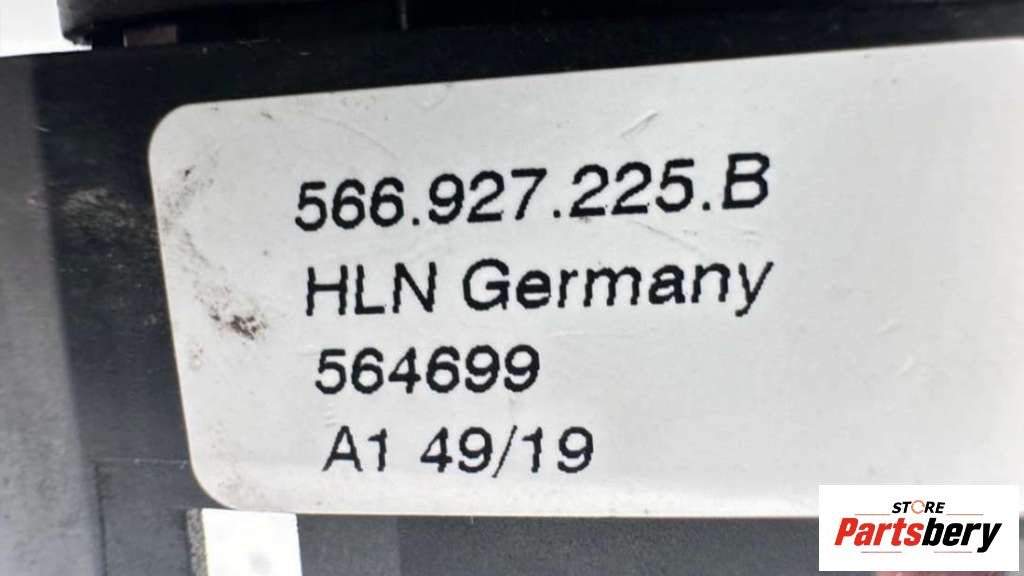 566.927.225.B
HLN Germany
564699
A1 49/19
STORE
Partsbery